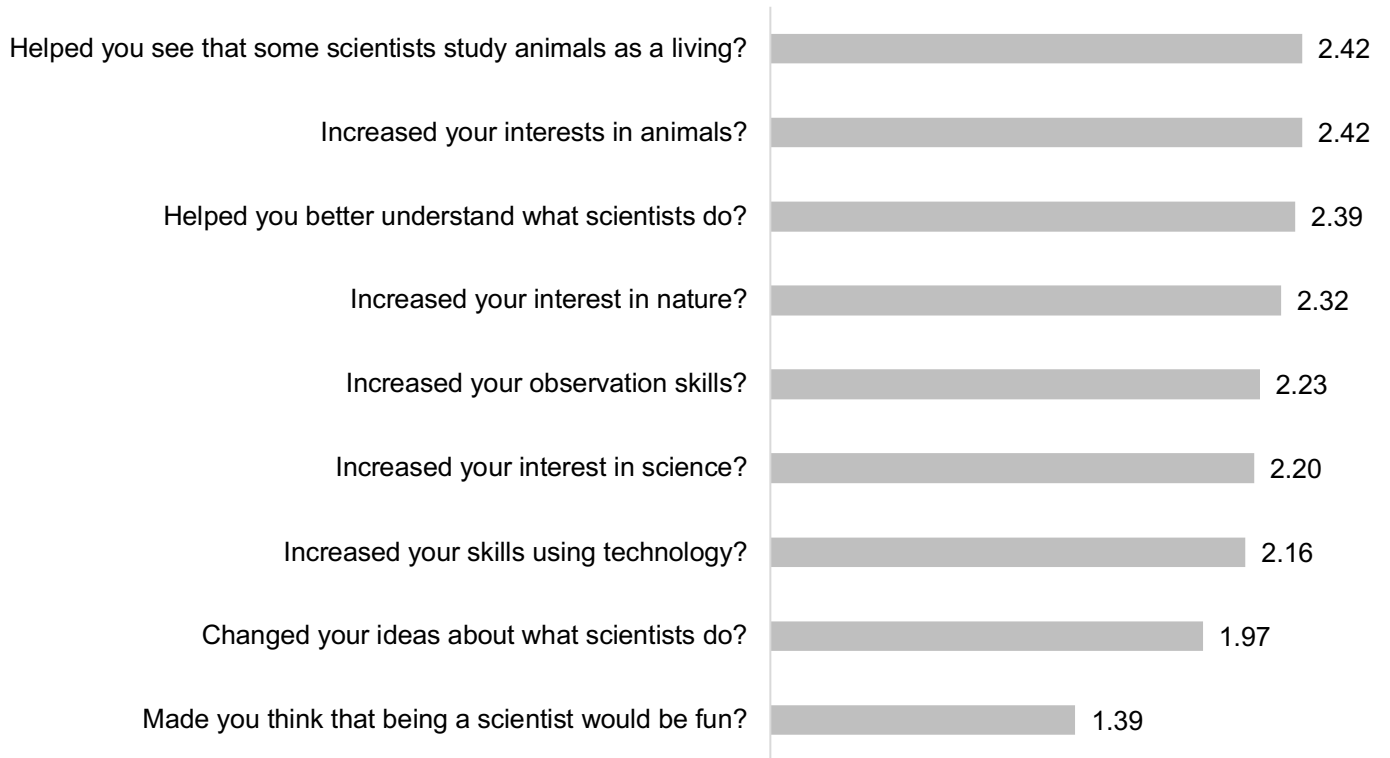 Helped you see that some scientists study animals as a living? 2.42
Increased your interests in animals? 2.42
Helped you better understand what scientists do? 2.39
Increased your interest in nature? 2.32
Increased your observation skills? 2.23
Increased your interest in science? 2.20
Increased your skills using technology? 2.16
Changed your ideas about what scientists do? 1.97
Made you think that being a scientist would be fun? 1.39